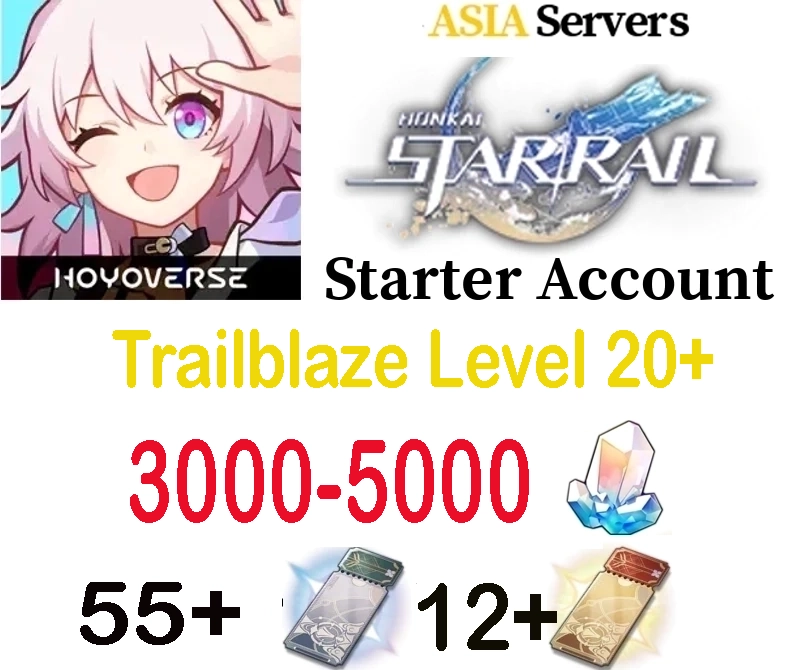 ASIA Servers
HONKAI
STAR RAIL
HOYOVERSE
Starter Account
Trailblaze Level 20+
3000-5000
55+
12+